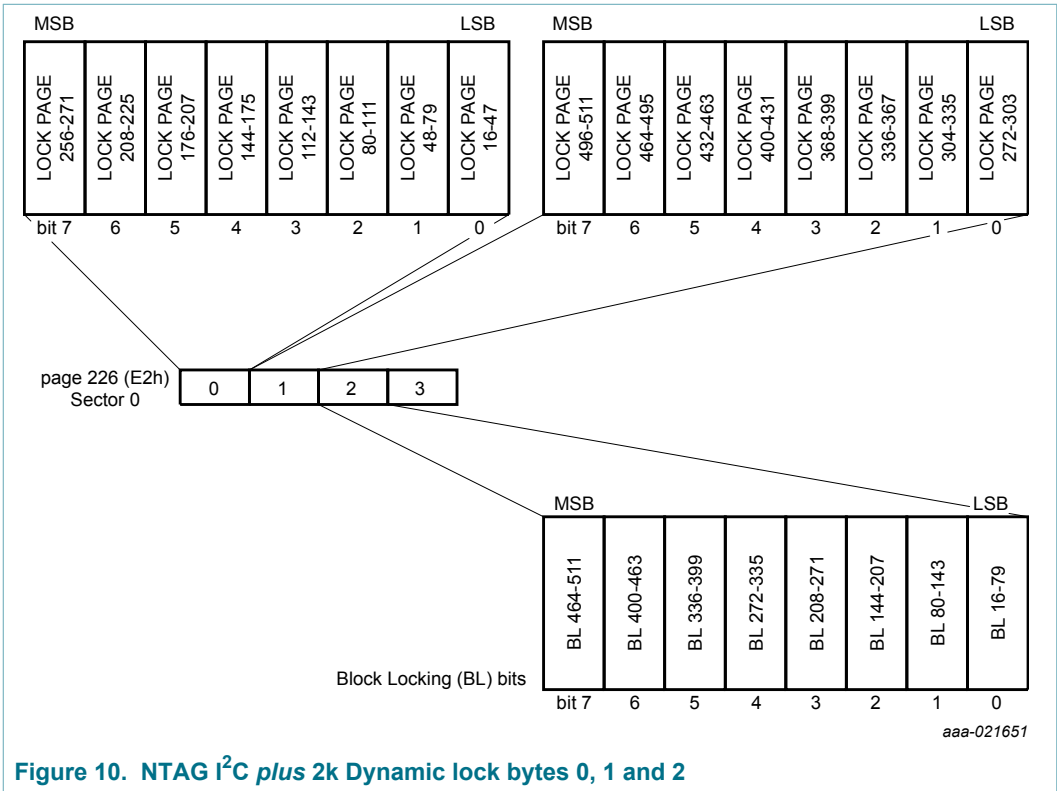 MSB LSB MSB LSB
LOCK PAGE 256-271
LOCK PAGE 208-225
LOCK PAGE 176-207
LOCK PAGE 144-175
LOCK PAGE 112-143
LOCK PAGE 80-111
LOCK PAGE 48-79
LOCK PAGE 16-47
LOCK PAGE 496-511
LOCK PAGE 464-495
LOCK PAGE 432-463
LOCK PAGE 400-431
LOCK PAGE 368-399
LOCK PAGE 336-367
LOCK PAGE 304-335
LOCK PAGE 272-303
bit 7 6 5 4 3 2 1 0 bit 7 6 5 4 3 2 1 0
page 226 (E2h)
Sector 0
0 1 2 3
MSB LSB
BL 464-511
BL 400-463
BL 336-399
BL 272-335
BL 208-271
BL 144-207
BL 80-143
BL 16-79
Block Locking (BL) bits
bit 7 6 5 4 3 2 1 0
aaa-021651
Figure 10. NTAG I²C plus 2k Dynamic lock bytes 0, 1 and 2